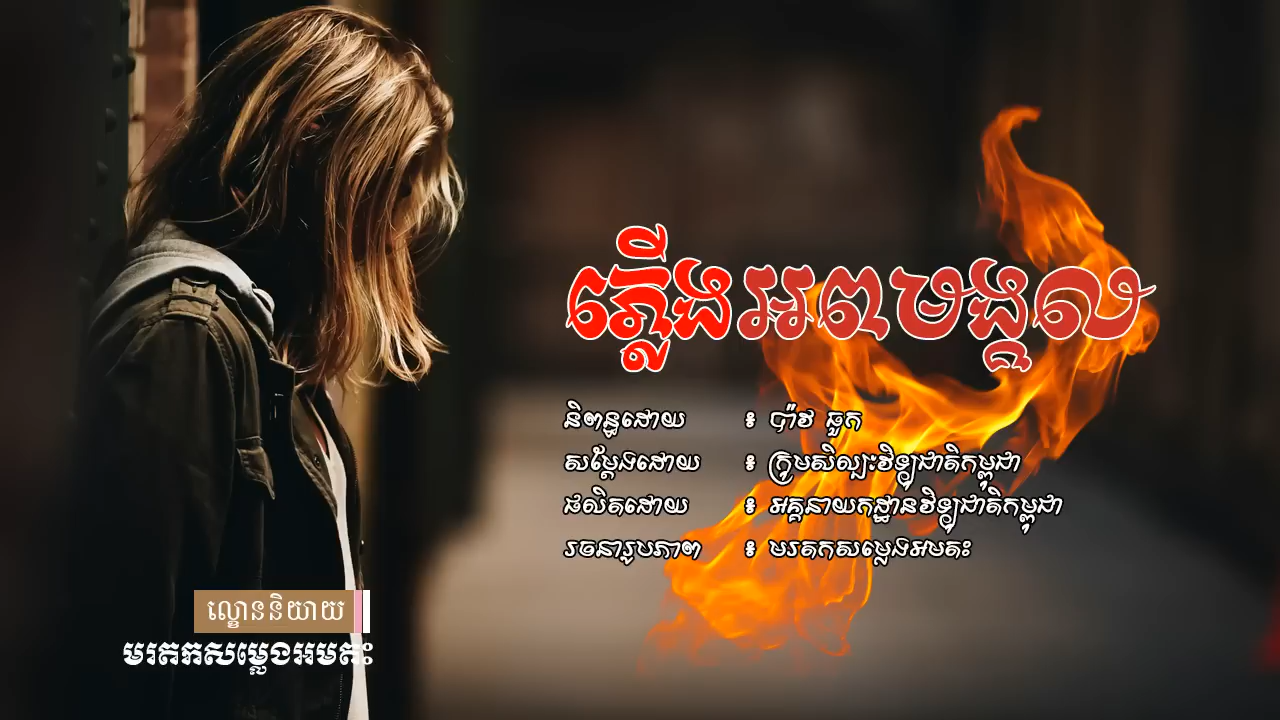 ភ្លើងអពមង្គល
និពន្ធដោយ ៖ ប៉ាវ ឆួក
សម្ដែងដោយ ៖ ក្រុមសិល្បៈវិទ្យុជាតិកម្ពុជា
ផលិតដោយ ៖ អគ្គនាយកដ្ឋានវិទ្យុជាតិកម្ពុជា
រចនារូបភាព ៖ មរតកសម្លេងអមតះ
ល្ខោននិយាយ
មរតកសម្លេងអមតះ